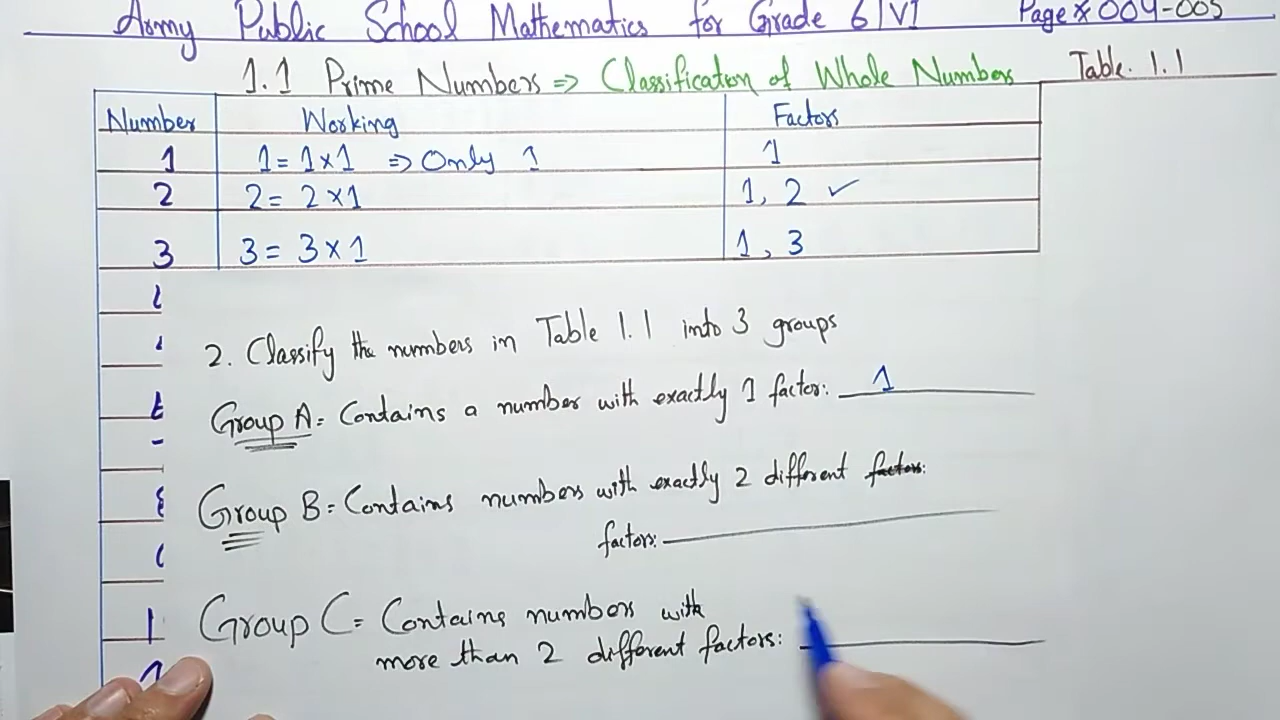 Army Public School Mathematics for Grade 6/VI Page # 004-005
1.1 Prime Numbers => Classification of Whole Numbers Table. 1.1
Number Working Factors
1 1 = 1 × 1 => Only 1 1
2 2 = 2 × 1 1, 2 ✓
3 3 = 3 × 1 1, 3
2. Classify the numbers in Table 1.1 into 3 groups
Group A = Contains a number with exactly 1 factor: 1
Group B = Contains numbers with exactly 2 different factors:
factors:
Group C = Contains numbers with
more than 2 different factors: